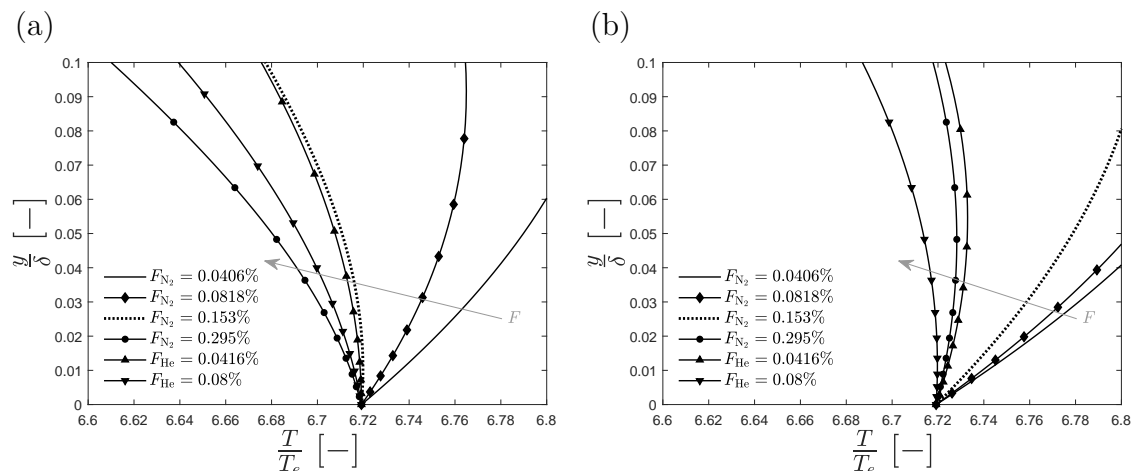 (a)
0.1
0.09
0.08
0.07
0.06
0.05
0.04
0.03
0.02
0.01
0
6.6 6.62 6.64 6.66 6.68 6.7 6.72 6.74 6.76 6.78 6.8
y/δ [−]
T/T_e [−]
F_N₂ = 0.0406%
F_N₂ = 0.0818%
F_N₂ = 0.153%
F_N₂ = 0.295%
F_He = 0.0416%
F_He = 0.08%
F
(b)
0.1
0.09
0.08
0.07
0.06
0.05
0.04
0.03
0.02
0.01
0
6.6 6.62 6.64 6.66 6.68 6.7 6.72 6.74 6.76 6.78 6.8
y/δ [−]
T/T_e [−]
F_N₂ = 0.0406%
F_N₂ = 0.0818%
F_N₂ = 0.153%
F_N₂ = 0.295%
F_He = 0.0416%
F_He = 0.08%
F